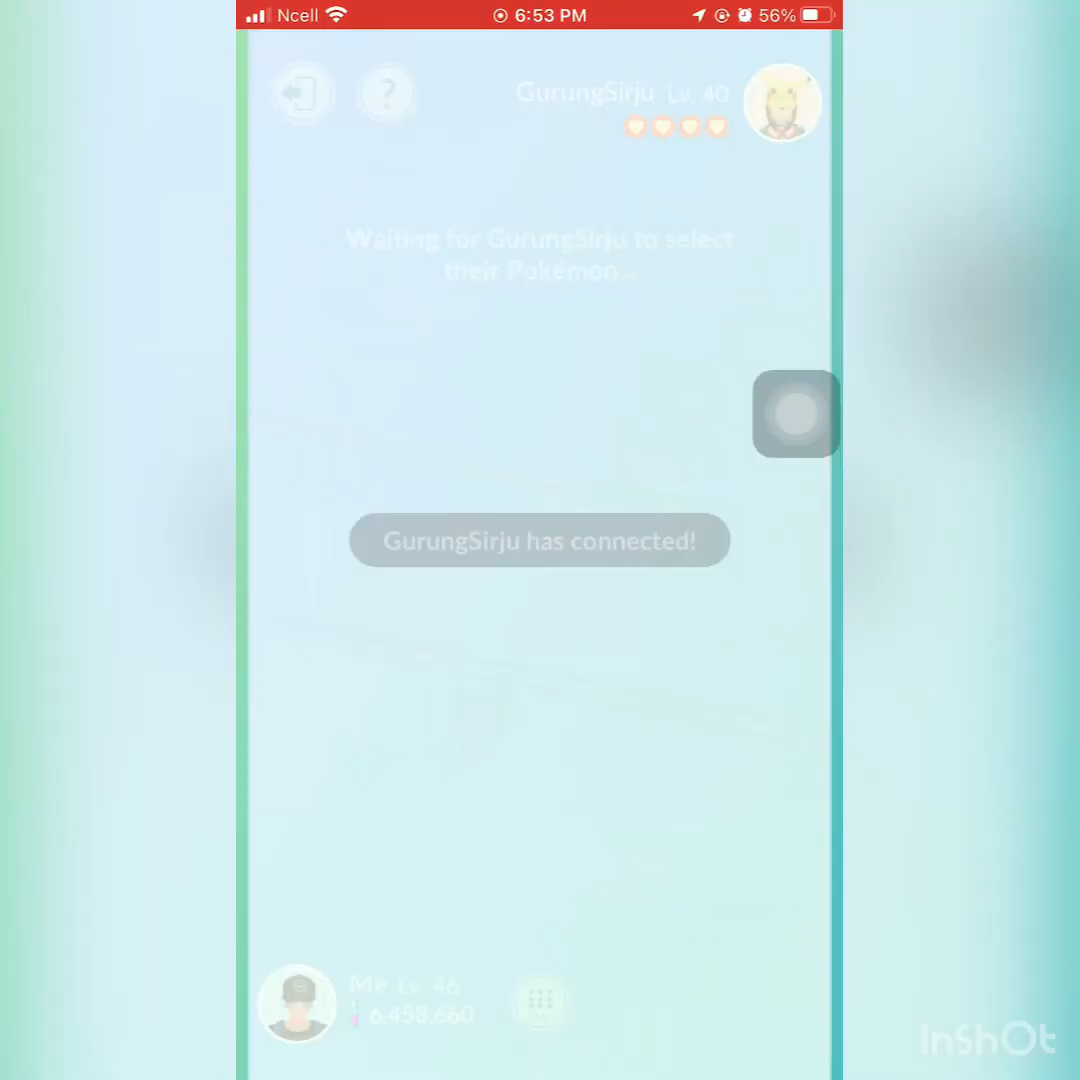 Ncell 6:53 PM 56%
?
GurungSirju Lv. 40
Waiting for GurungSirju to select
their Pokémon...
GurungSirju has connected!
Me Lv. 46
6,458,660
InShOt